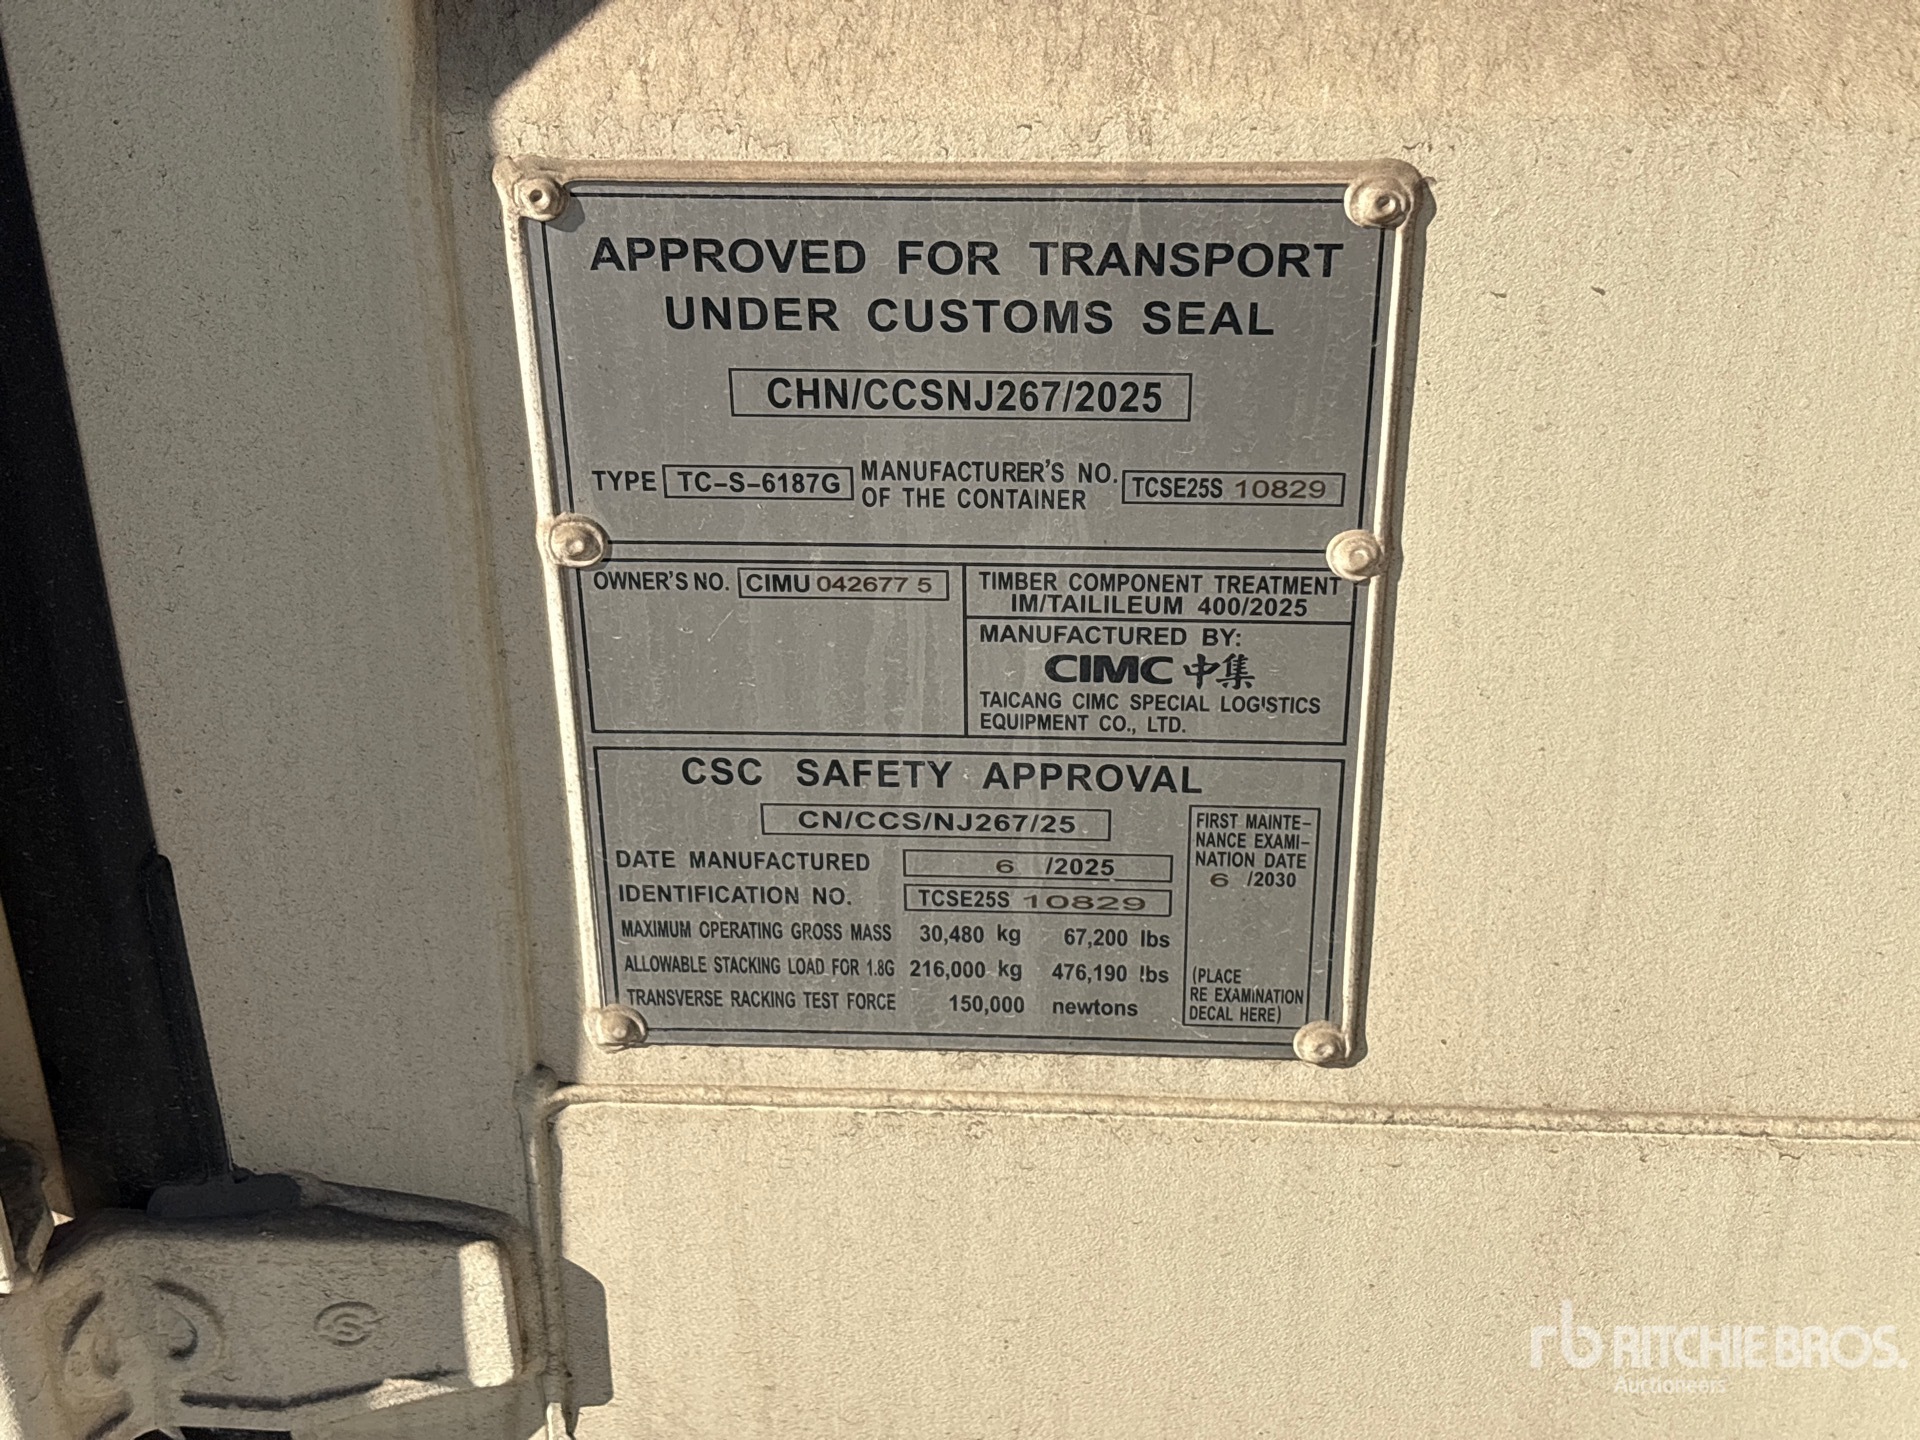 APPROVED FOR TRANSPORT
UNDER CUSTOMS SEAL
CHN/CCSNJ267/2025
TYPE TC-S-6187G MANUFACTURER'S NO. OF THE CONTAINER TCSE25S 10829
OWNER'S NO. CIMU 042677 5
TIMBER COMPONENT TREATMENT
IM/TAILILEUM 400/2025
MANUFACTURED BY:
CIMC 中集
TAICANG CIMC SPECIAL LOGISTICS
EQUIPMENT CO., LTD.
CSC SAFETY APPROVAL
CN/CCS/NJ267/25
DATE MANUFACTURED 6 /2025
IDENTIFICATION NO. TCSE25S 10829
MAXIMUM OPERATING GROSS MASS 30,480 kg 67,200 lbs
ALLOWABLE STACKING LOAD FOR 1.8G 216,000 kg 476,190 lbs
TRANSVERSE RACKING TEST FORCE 150,000 newtons
FIRST MAINTE-
NANCE EXAMI-
NATION DATE
6 /2030
(PLACE
RE EXAMINATION
DECAL HERE)
rb RITCHIE BROS.
Auctioneers